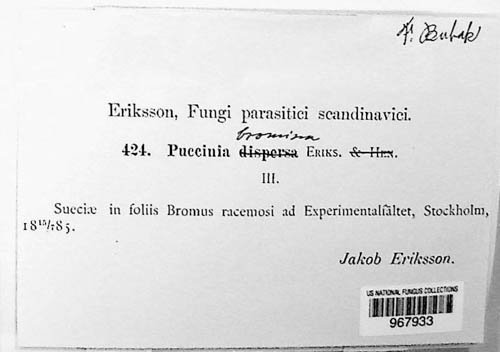 F. Bubak
Eriksson, Fungi parasitici scandinavici.
bromina
424. Puccinia dispersa ERIKS. & HEN.
III.
Sueciæ in foliis Bromus racemosi ad Experimentalfältet, Stockholm,
18 15/7 85.
Jakob Eriksson.
US NATIONAL FUNGUS COLLECTIONS
967933